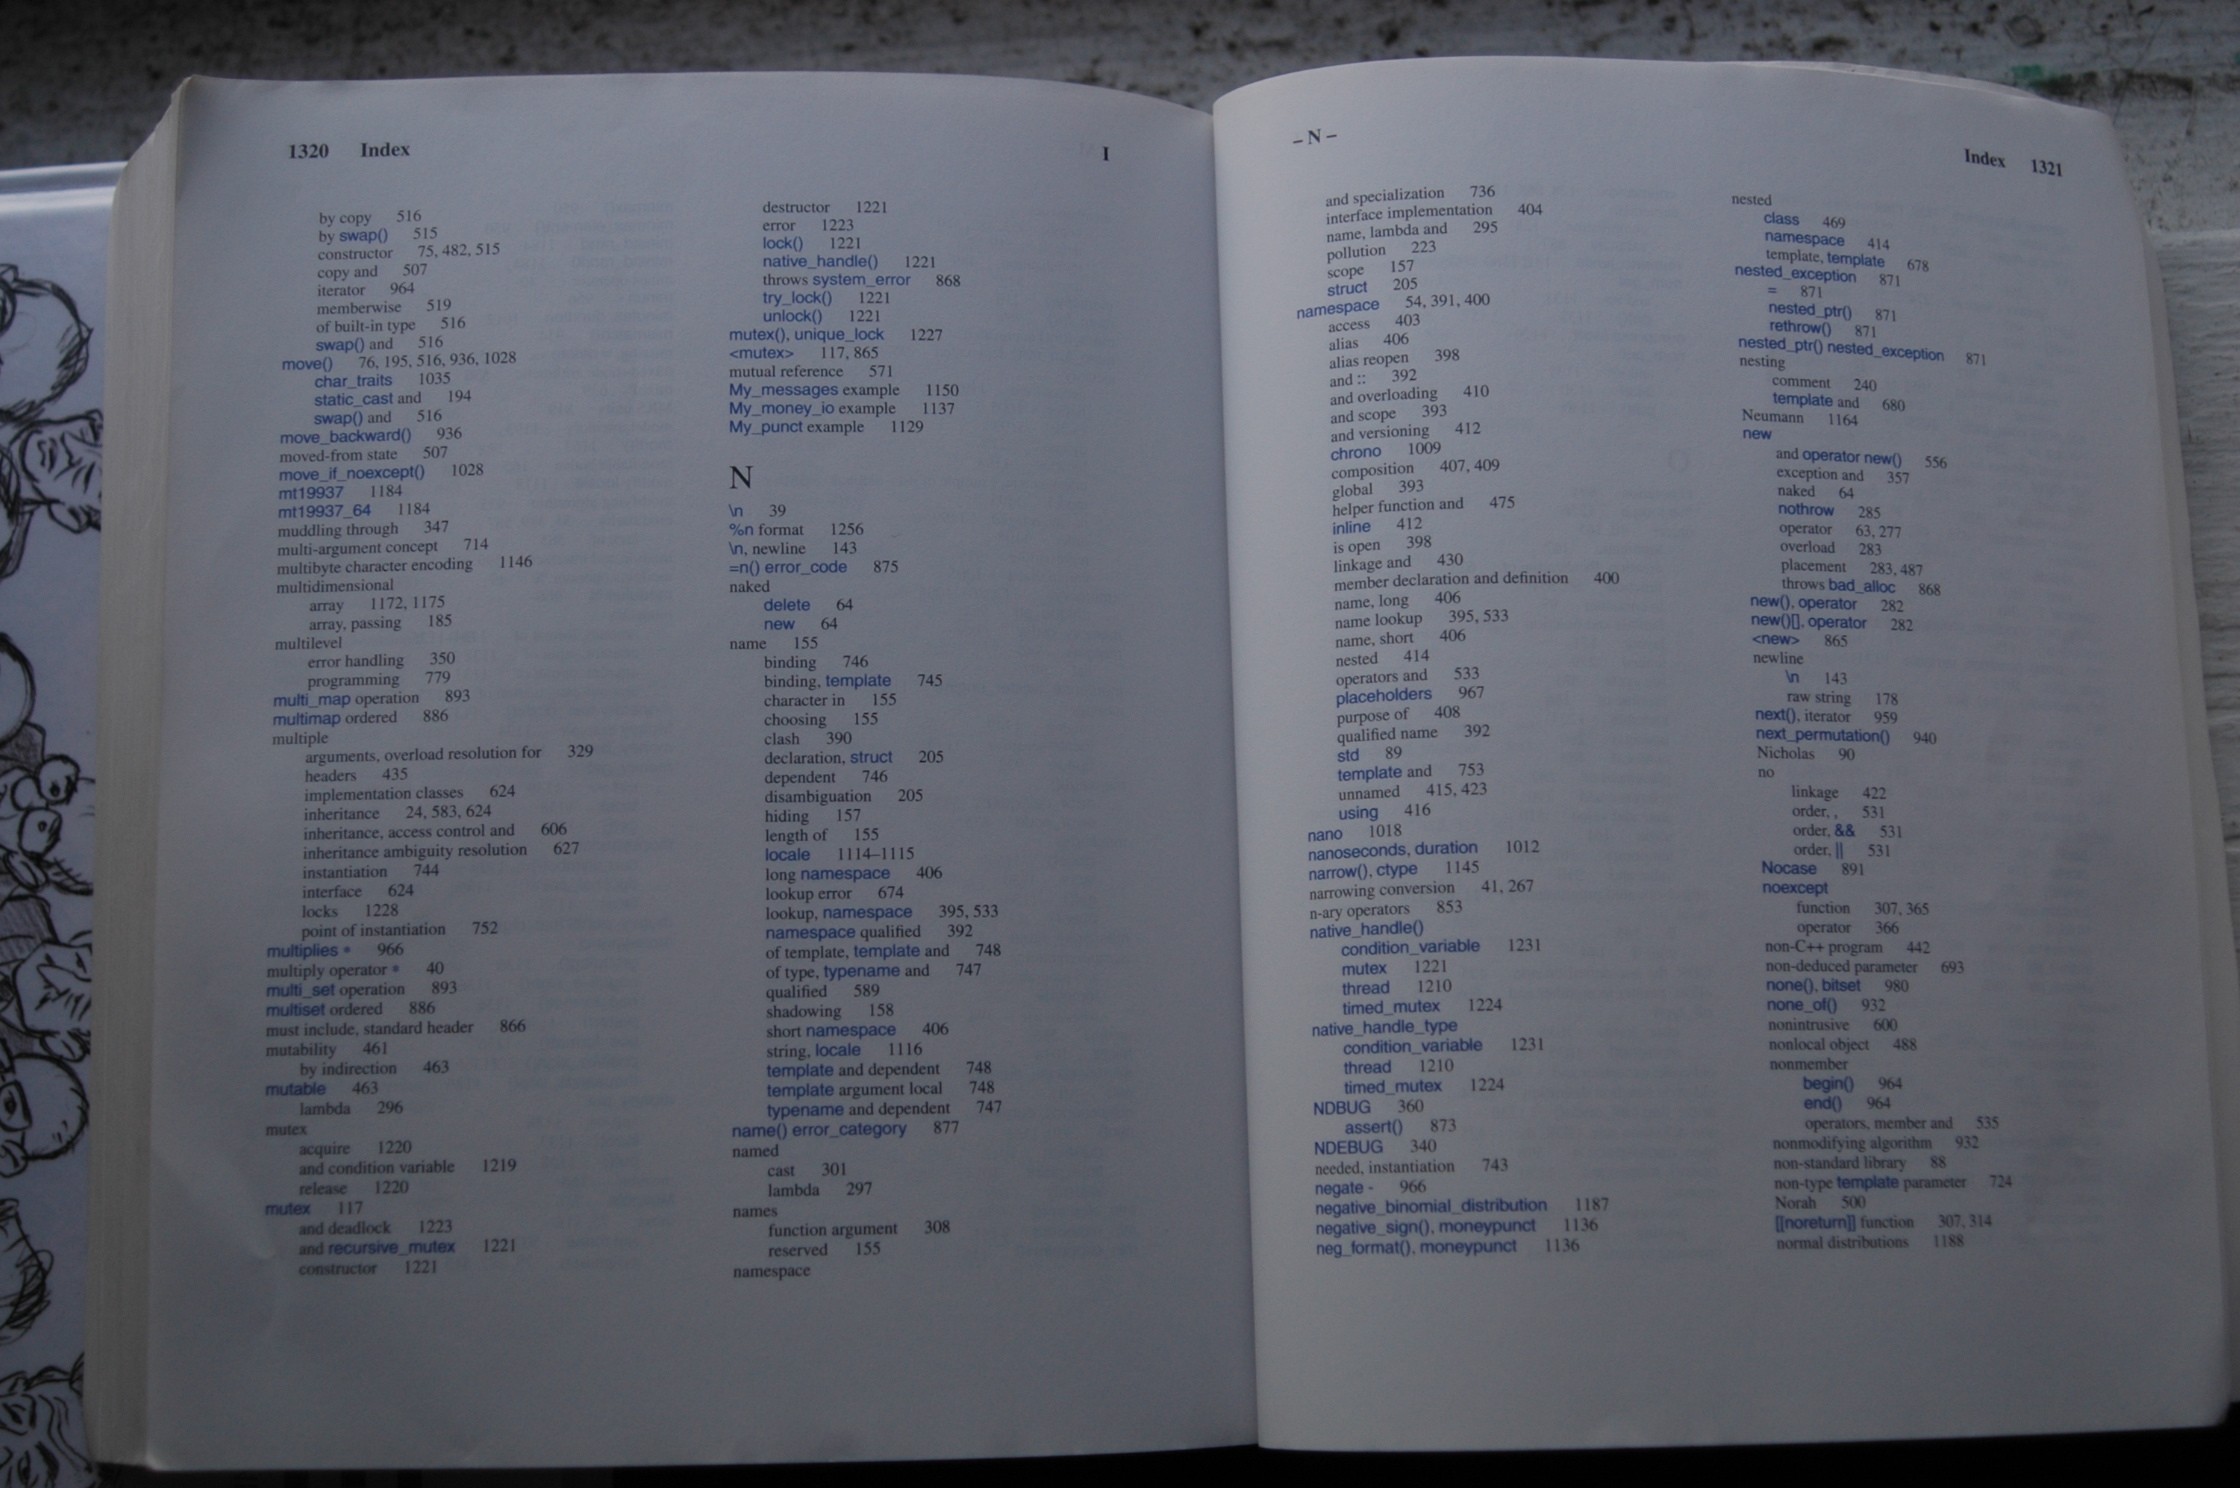 1320 Index
I
by copy 516
by swap() 515
constructor 75, 482, 515
copy and 507
iterator 964
memberwise 519
of built-in type 516
swap() and 516
move() 76, 195, 516, 936, 1028
char_traits 1035
static_cast and 194
swap() and 516
move_backward() 936
moved-from state 507
move_if_noexcept() 1028
mt19937 1184
mt19937_64 1184
muddling through 347
multi-argument concept 714
multibyte character encoding 1146
multidimensional
array 1172, 1175
array, passing 185
multilevel
error handling 350
programming 779
multi_map operation 893
multimap ordered 886
multiple
arguments, overload resolution for 329
headers 435
implementation classes 624
inheritance 24, 583, 624
inheritance, access control and 606
inheritance ambiguity resolution 627
instantiation 744
interface 624
locks 1228
point of instantiation 752
multiplies * 966
multiply operator * 40
multi_set operation 893
multiset ordered 886
must include, standard header 866
mutability 461
by indirection 463
mutable 463
lambda 296
mutex
acquire 1220
and condition variable 1219
release 1220
mutex 117
and deadlock 1223
and recursive_mutex 1221
constructor 1221
destructor 1221
error 1223
lock() 1221
native_handle() 1221
throws system_error 868
try_lock() 1221
unlock() 1221
mutex(), unique_lock 1227
<mutex> 117, 865
mutual reference 571
My_messages example 1150
My_money_io example 1137
My_punct example 1129
N
\n 39
%n format 1256
\n, newline 143
=n() error_code 875
naked
delete 64
new 64
name 155
binding 746
binding, template 745
character in 155
choosing 155
clash 390
declaration, struct 205
dependent 746
disambiguation 205
hiding 157
length of 155
locale 1114–1115
long namespace 406
lookup error 674
lookup, namespace 395, 533
namespace qualified 392
of template, template and 748
of type, typename and 747
qualified 589
shadowing 158
short namespace 406
string, locale 1116
template and dependent 748
template argument local 748
typename and dependent 747
name() error_category 877
named
cast 301
lambda 297
names
function argument 308
reserved 155
namespace
– N –
Index 1321
and specialization 736
interface implementation 404
name, lambda and 295
pollution 223
scope 157
struct 205
namespace 54, 391, 400
access 403
alias 406
alias reopen 398
and :: 392
and overloading 410
and scope 393
and versioning 412
chrono 1009
composition 407, 409
global 393
helper function and 475
inline 412
is open 398
linkage and 430
member declaration and definition 400
name, long 406
name lookup 395, 533
name, short 406
nested 414
operators and 533
placeholders 967
purpose of 408
qualified name 392
std 89
template and 753
unnamed 415, 423
using 416
nano 1018
nanoseconds, duration 1012
narrow(), ctype 1145
narrowing conversion 41, 267
n-ary operators 853
native_handle()
condition_variable 1231
mutex 1221
thread 1210
timed_mutex 1224
native_handle_type
condition_variable 1231
thread 1210
timed_mutex 1224
NDBUG 360
assert() 873
NDEBUG 340
needed, instantiation 743
negate - 966
negative_binomial_distribution 1187
negative_sign(), moneypunct 1136
neg_format(), moneypunct 1136
nested
class 469
namespace 414
template, template 678
nested_exception 871
= 871
nested_ptr() 871
rethrow() 871
nested_ptr() nested_exception 871
nesting
comment 240
template and 680
Neumann 1164
new
and operator new() 556
exception and 357
naked 64
nothrow 285
operator 63, 277
overload 283
placement 283, 487
throws bad_alloc 868
new(), operator 282
new()[], operator 282
<new> 865
newline
\n 143
raw string 178
next(), iterator 959
next_permutation() 940
Nicholas 90
no
linkage 422
order, , 531
order, && 531
order, || 531
Nocase 891
noexcept
function 307, 365
operator 366
non-C++ program 442
non-deduced parameter 693
none(), bitset 980
none_of() 932
nonintrusive 600
nonlocal object 488
nonmember
begin() 964
end() 964
operators, member and 535
nonmodifying algorithm 932
non-standard library 88
non-type template parameter 724
Norah 500
[[noreturn]] function 307, 314
normal distributions 1188